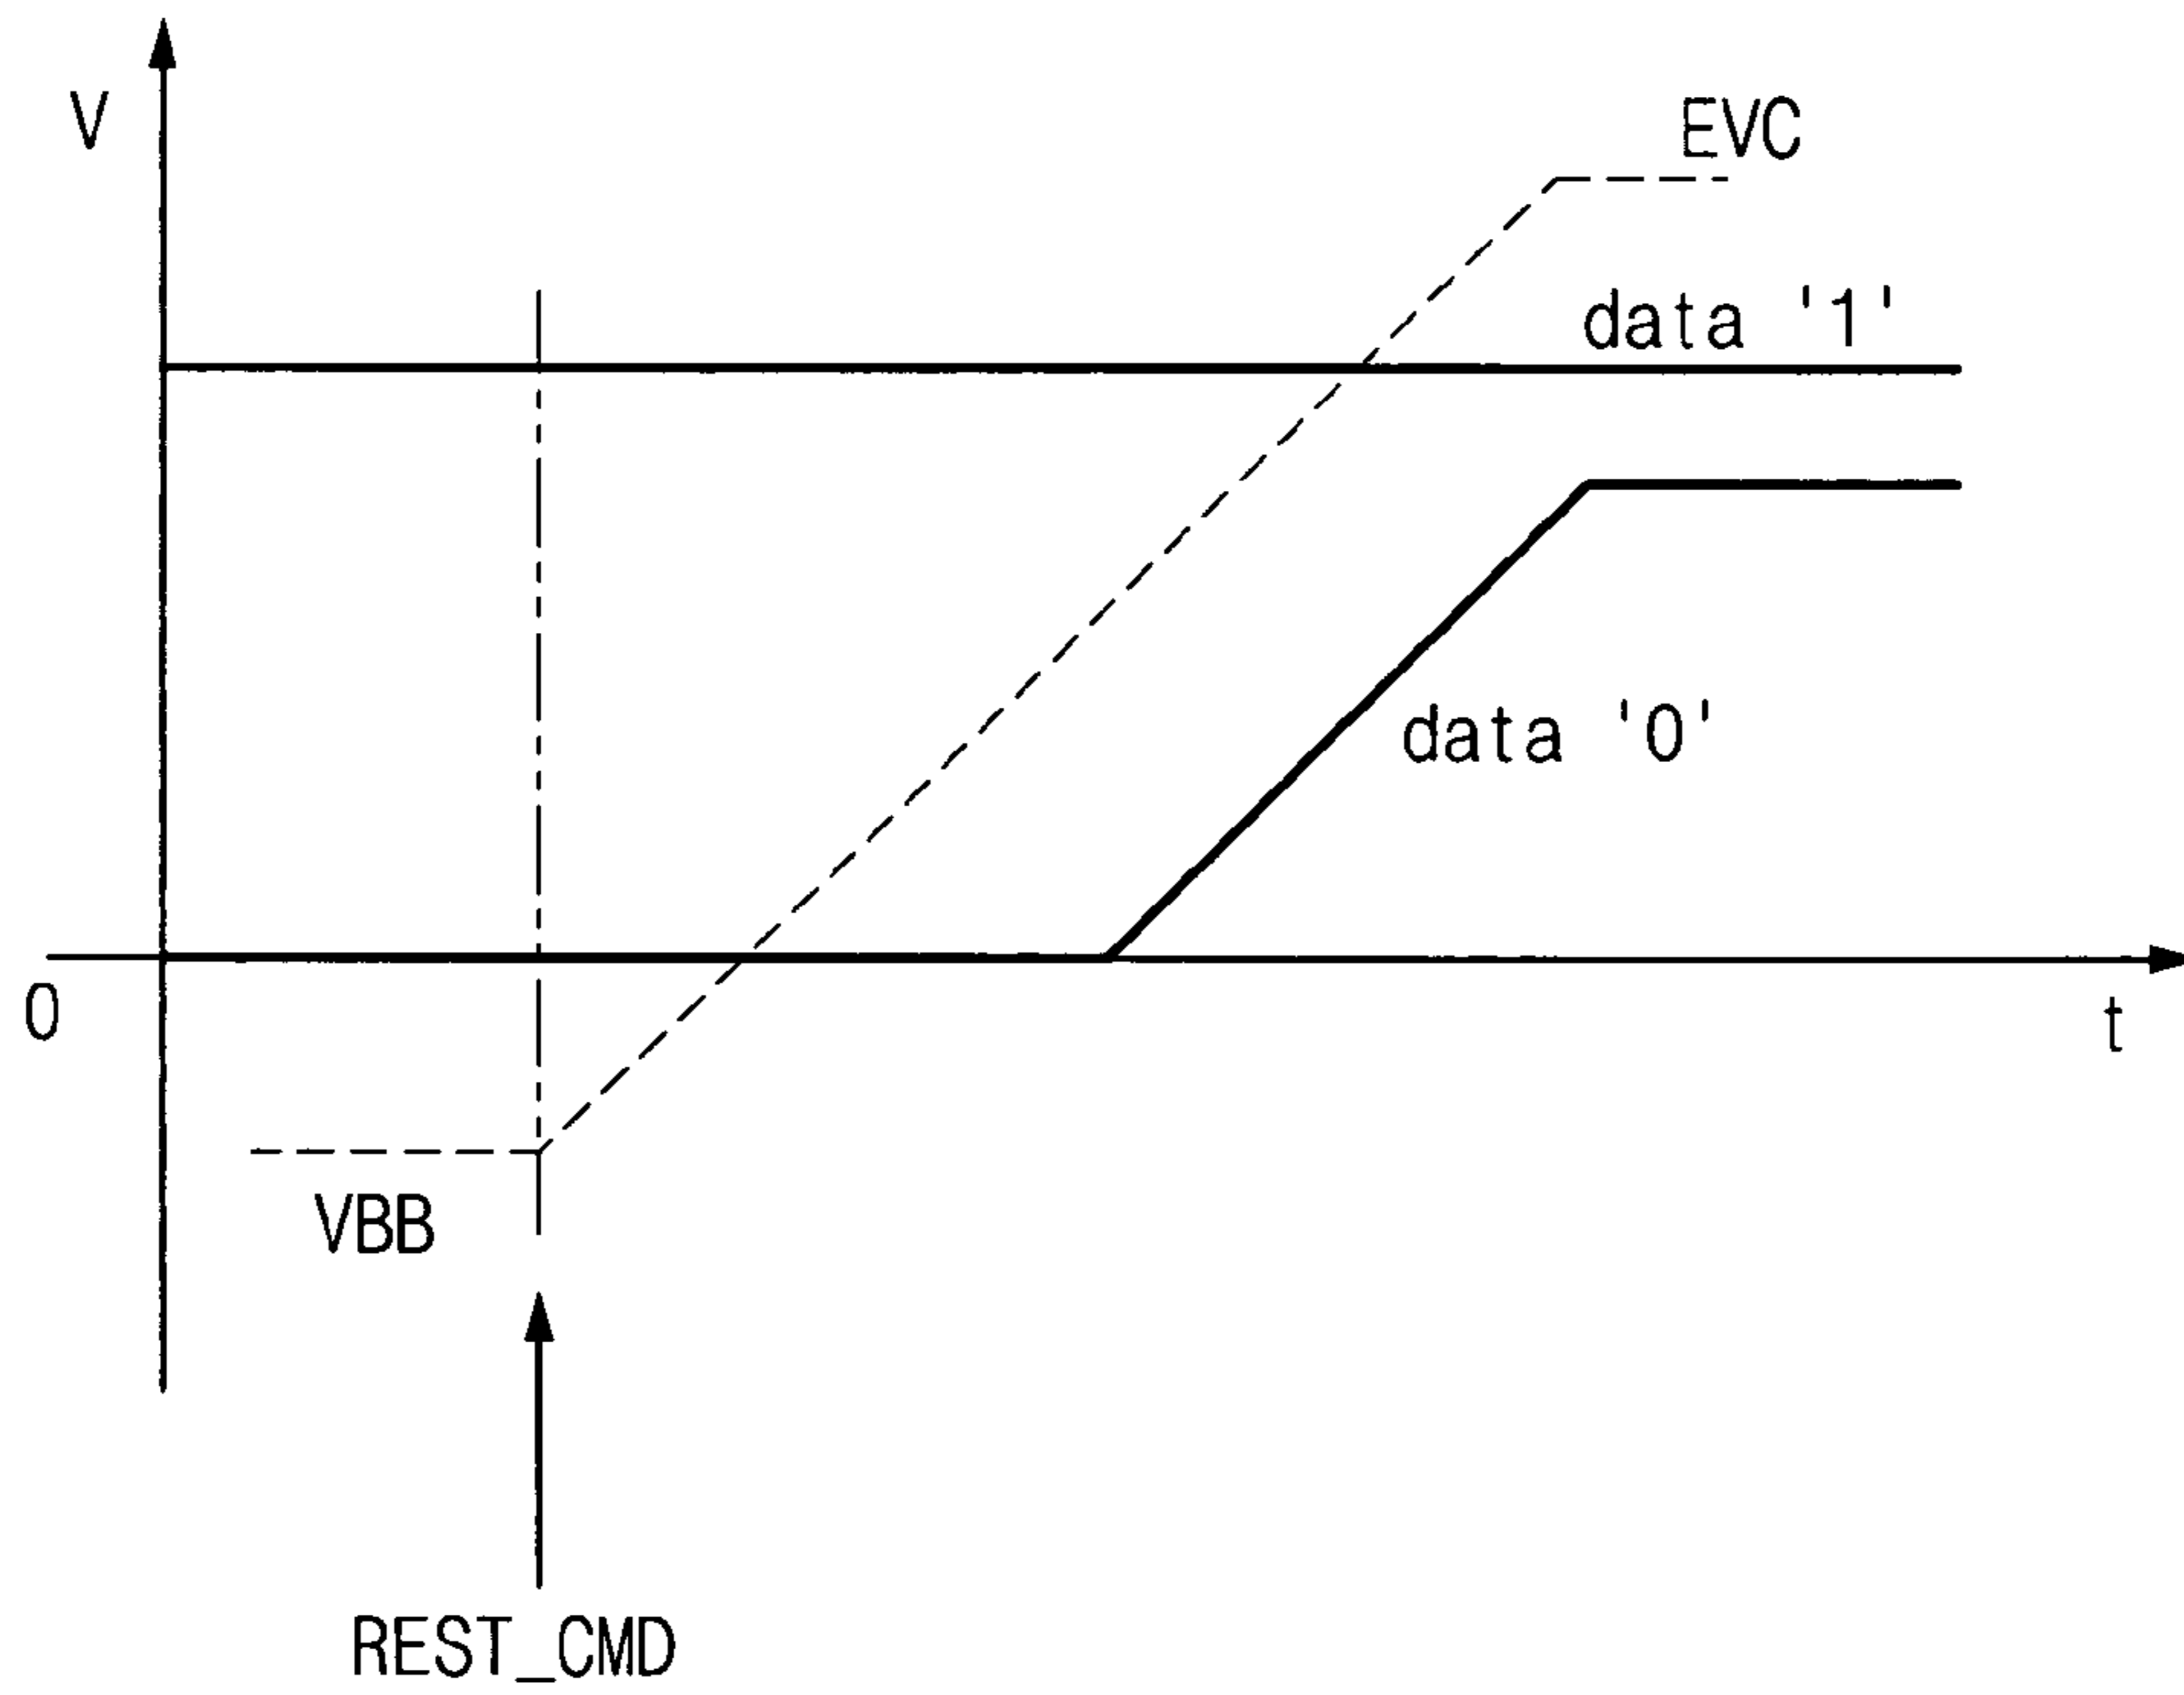 V
EVC
data '1'
data '0'
0
t
VBB
REST_CMD